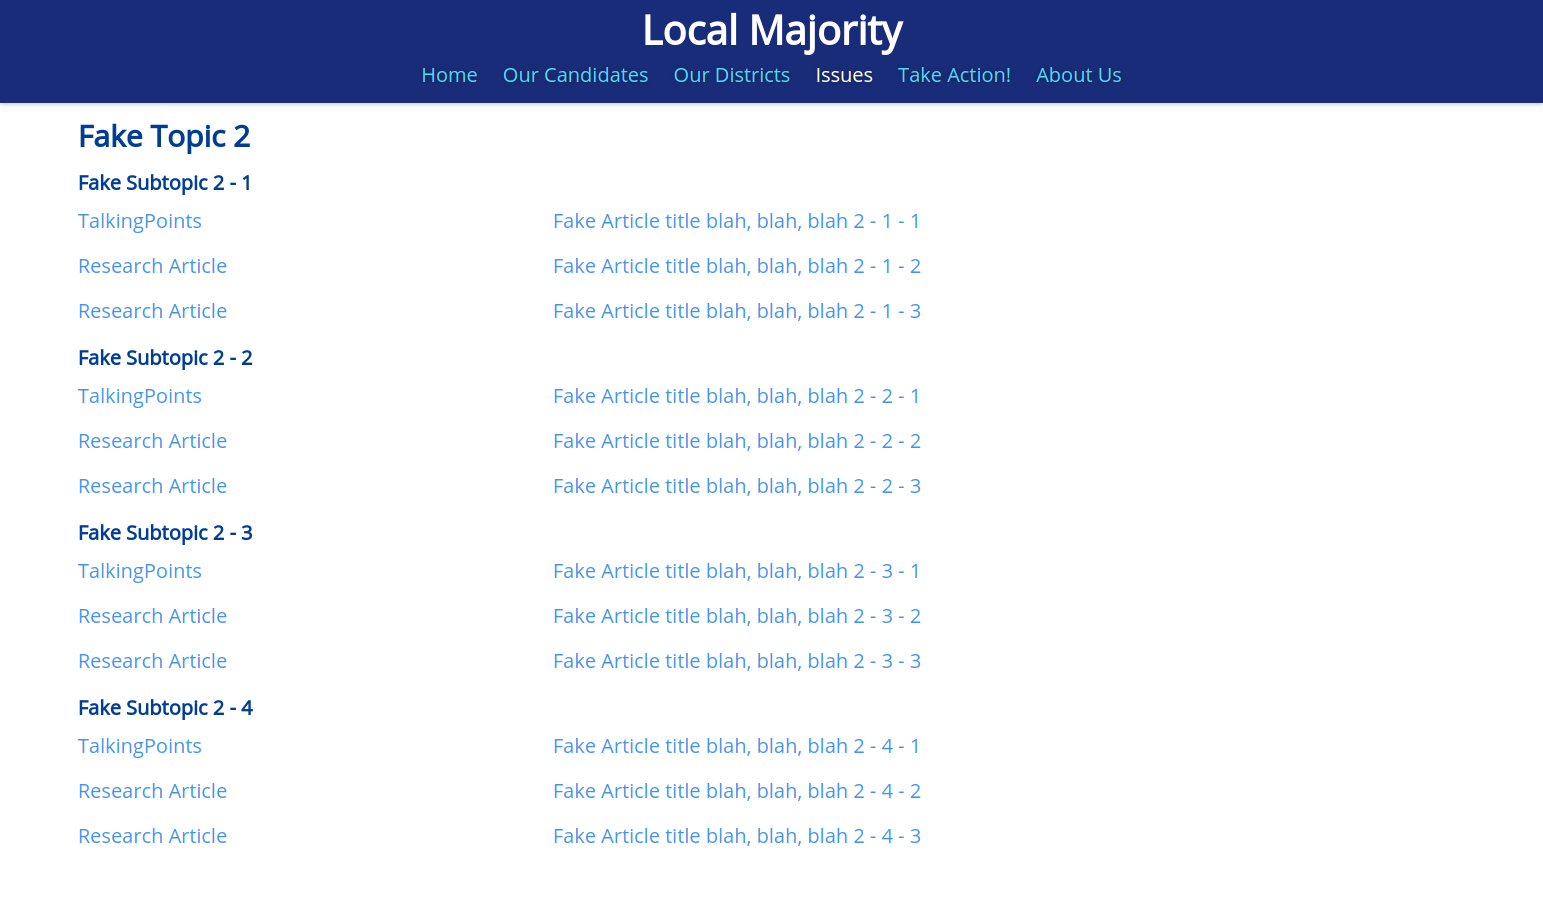 Local Majority
Home Our Candidates Our Districts Issues Take Action! About Us
Fake Topic 2
Fake Subtopic 2 - 1
TalkingPoints Fake Article title blah, blah, blah 2 - 1 - 1
Research Article Fake Article title blah, blah, blah 2 - 1 - 2
Research Article Fake Article title blah, blah, blah 2 - 1 - 3
Fake Subtopic 2 - 2
TalkingPoints Fake Article title blah, blah, blah 2 - 2 - 1
Research Article Fake Article title blah, blah, blah 2 - 2 - 2
Research Article Fake Article title blah, blah, blah 2 - 2 - 3
Fake Subtopic 2 - 3
TalkingPoints Fake Article title blah, blah, blah 2 - 3 - 1
Research Article Fake Article title blah, blah, blah 2 - 3 - 2
Research Article Fake Article title blah, blah, blah 2 - 3 - 3
Fake Subtopic 2 - 4
TalkingPoints Fake Article title blah, blah, blah 2 - 4 - 1
Research Article Fake Article title blah, blah, blah 2 - 4 - 2
Research Article Fake Article title blah, blah, blah 2 - 4 - 3